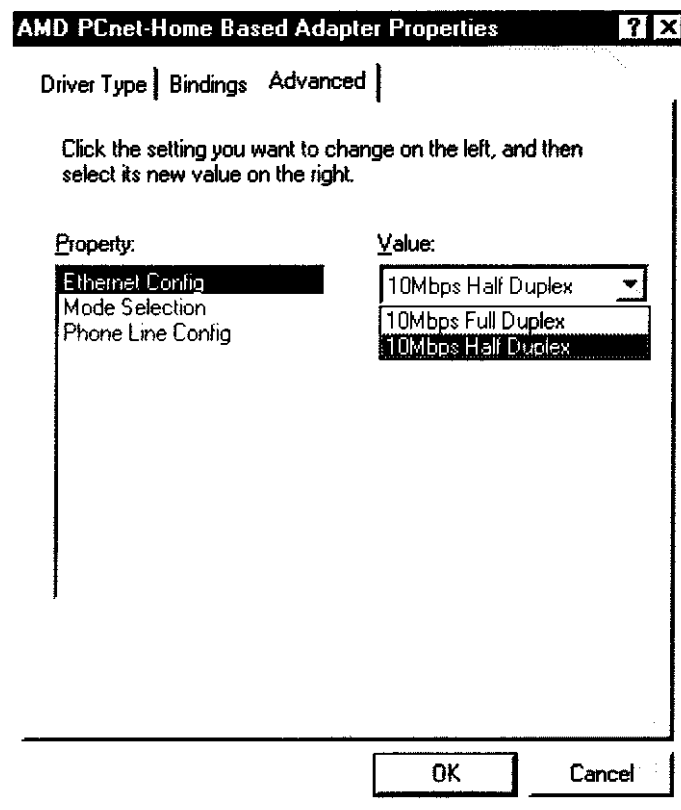 AMD PCnet-Home Based Adapter Properties ? X
Driver Type Bindings Advanced
Click the setting you want to change on the left, and then
select its new value on the right.
Property: Value:
Ethernet Config 10Mbps Half Duplex
Mode Selection 10Mbps Full Duplex
Phone Line Config 10Mbps Half Duplex
OK Cancel